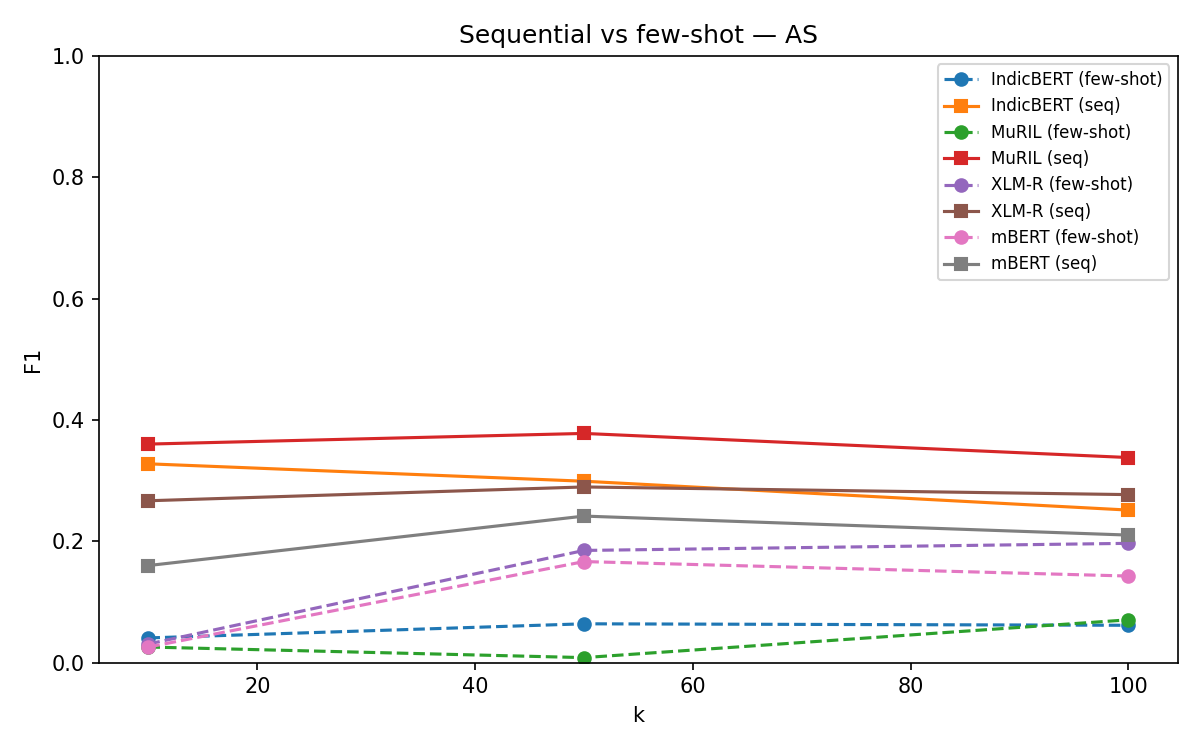 Sequential vs few-shot — AS
F1
1.0
0.8
0.6
0.4
0.2
0.0
20
40
60
80
100
k
IndicBERT (few-shot)
IndicBERT (seq)
MuRIL (few-shot)
MuRIL (seq)
XLM-R (few-shot)
XLM-R (seq)
mBERT (few-shot)
mBERT (seq)